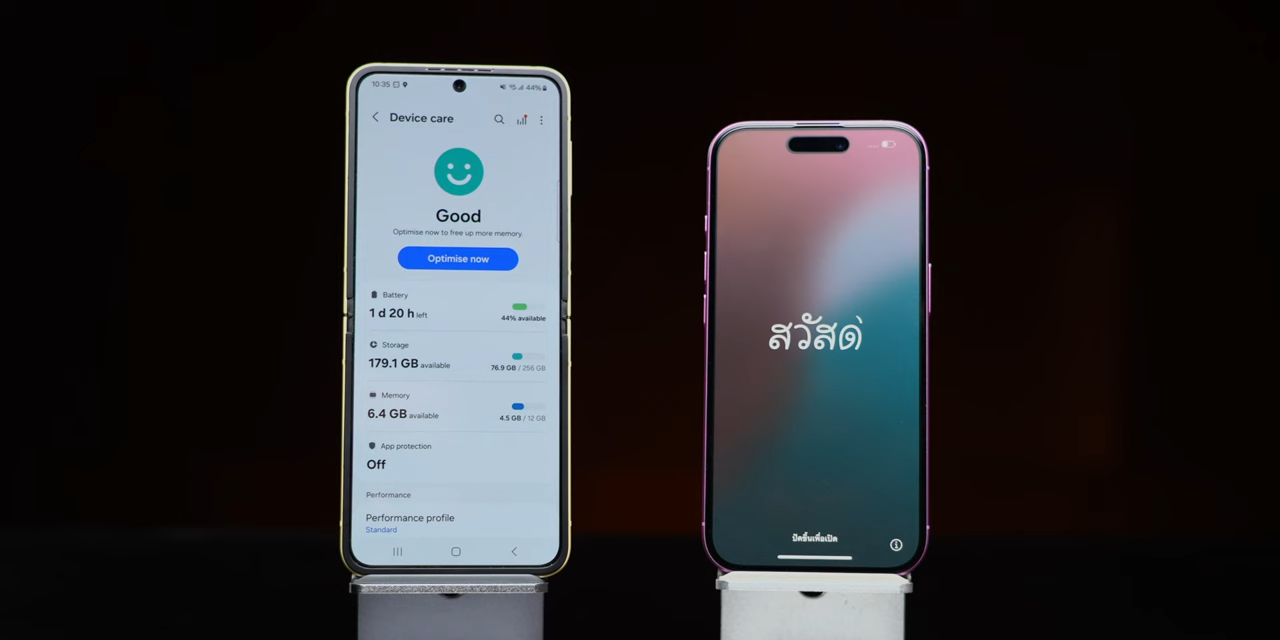 10:35
44%
Device care
Good
Optimise now to free up more memory.
Optimise now
Battery
1 d 20 h left
44% available
Storage
179.1 GB available
76.9 GB / 256 GB
Memory
6.4 GB available
4.5 GB / 12 GB
App protection
Off
Performance
Performance profile
Standard
สวัสด่
ปัดขึ้นเพื่อเปิด